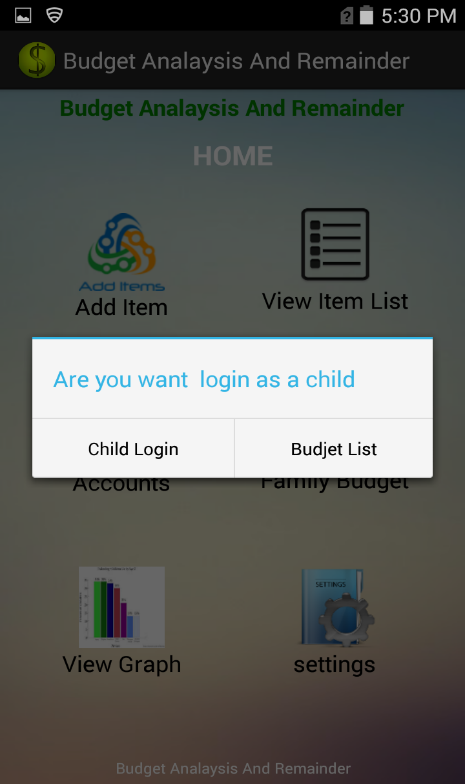 5:30 PM
Budget Analaysis And Remainder
Budget Analaysis And Remainder
HOME
Add Items
Add Item
View Item List
Are you want login as a child
Child Login
Budjet List
Accounts
Family Budget
SETTINGS
View Graph
settings
Budget Analaysis And Remainder